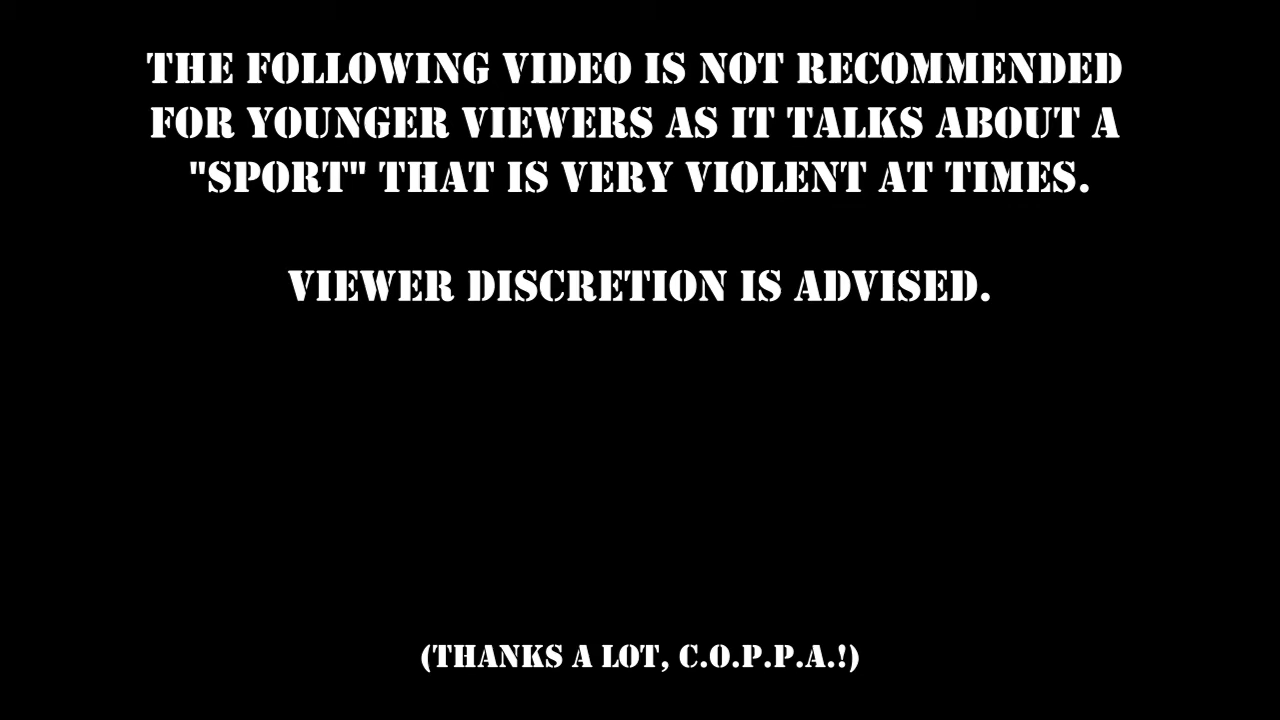 THE FOLLOWING VIDEO IS NOT RECOMMENDED
FOR YOUNGER VIEWERS AS IT TALKS ABOUT A
"SPORT" THAT IS VERY VIOLENT AT TIMES.
VIEWER DISCRETION IS ADVISED.
(THANKS A LOT, C.O.P.P.A.!)